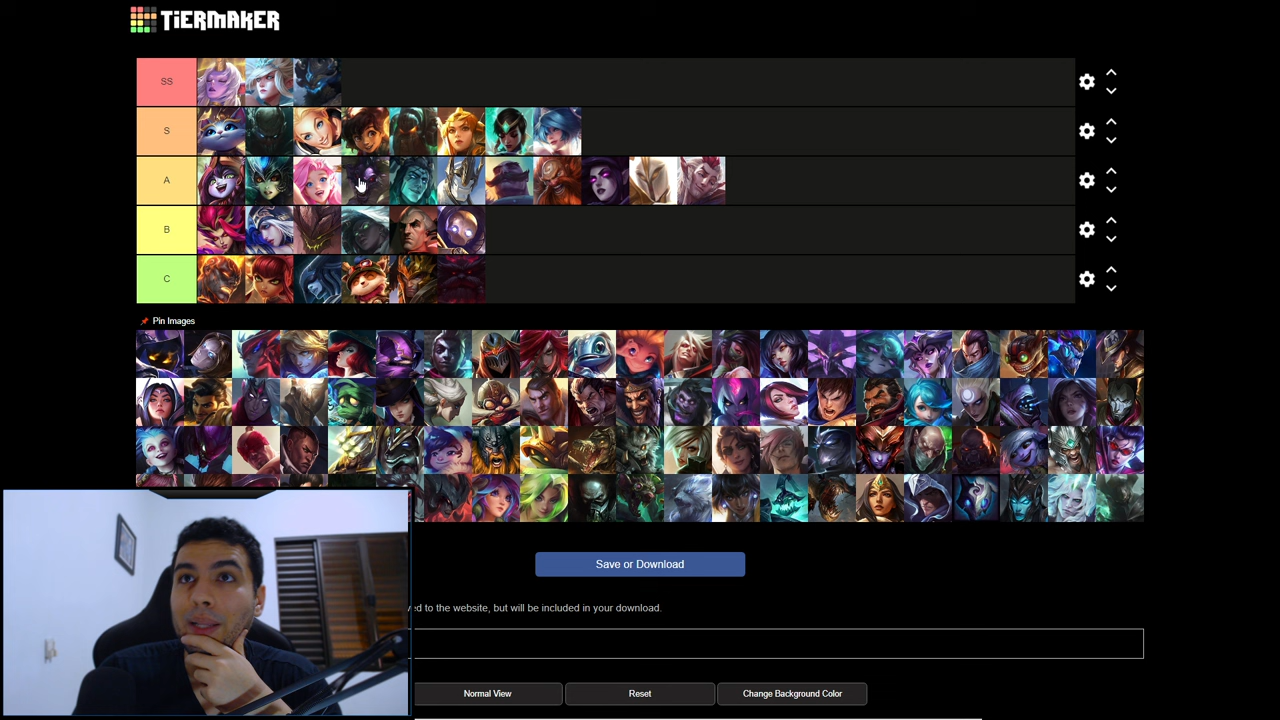 TiERMAKER
SS
S
A
B
C
📌 Pin Images
Save or Download
ved to the website, but will be included in your download.
Normal View
Reset
Change Background Color